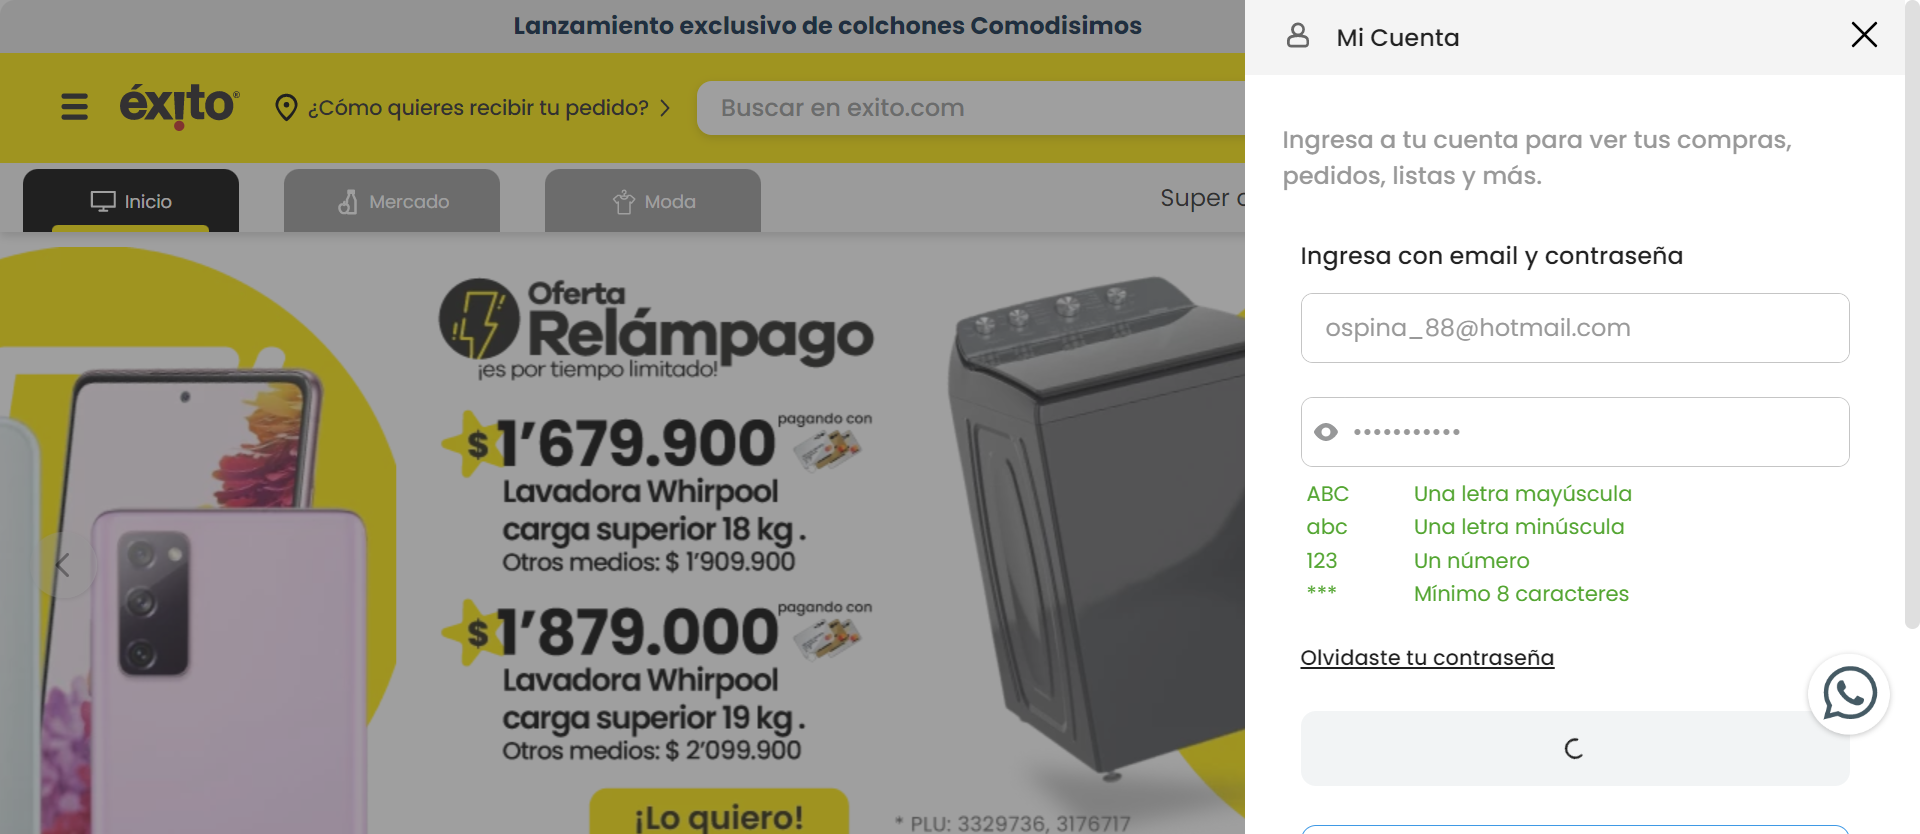 Lanzamiento exclusivo de colchones Comodisimos
éxito®
¿Cómo quieres recibir tu pedido?
Buscar en exito.com
Inicio
Mercado
Moda
Super
Oferta
Relámpago
¡es por tiempo limitado!
$ 1'679.900
pagando con
Lavadora Whirpool
carga superior 18 kg.
Otros medios: $ 1'909.900
$ 1'879.000
pagando con
Lavadora Whirpool
carga superior 19 kg.
Otros medios: $ 2'099.900
¡Lo quiero!
* PLU: 3329736, 3176717
Mi Cuenta
Ingresa a tu cuenta para ver tus compras,
pedidos, listas y más.
Ingresa con email y contraseña
ospina_88@hotmail.com
•••••••••••
ABC Una letra mayúscula
abc Una letra minúscula
123 Un número
*** Mínimo 8 caracteres
Olvidaste tu contraseña